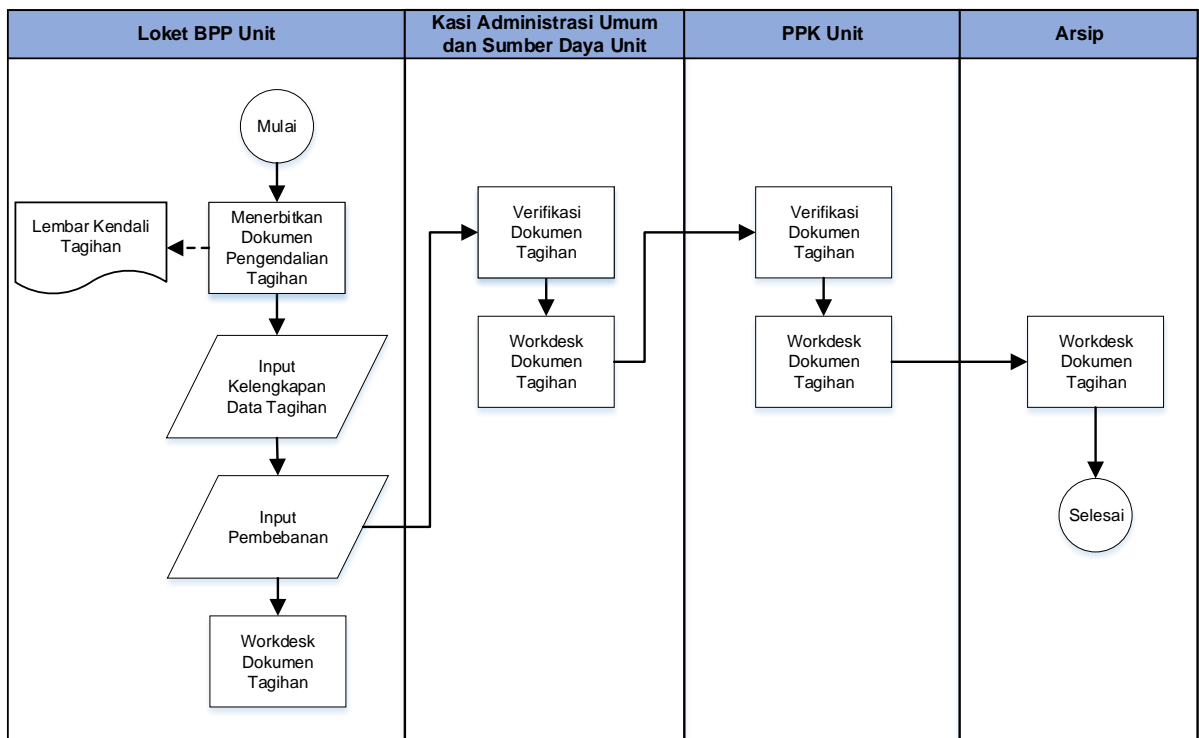 Loket BPP Unit
Kasi Administrasi Umum
dan Sumber Daya Unit
PPK Unit
Arsip
Mulai
Lembar Kendali
Tagihan
Menerbitkan
Dokumen
Pengendalian
Tagihan
Input
Kelengkapan
Data Tagihan
Input
Pembebanan
Workdesk
Dokumen
Tagihan
Verifikasi
Dokumen
Tagihan
Workdesk
Dokumen
Tagihan
Verifikasi
Dokumen
Tagihan
Workdesk
Dokumen
Tagihan
Workdesk
Dokumen
Tagihan
Selesai